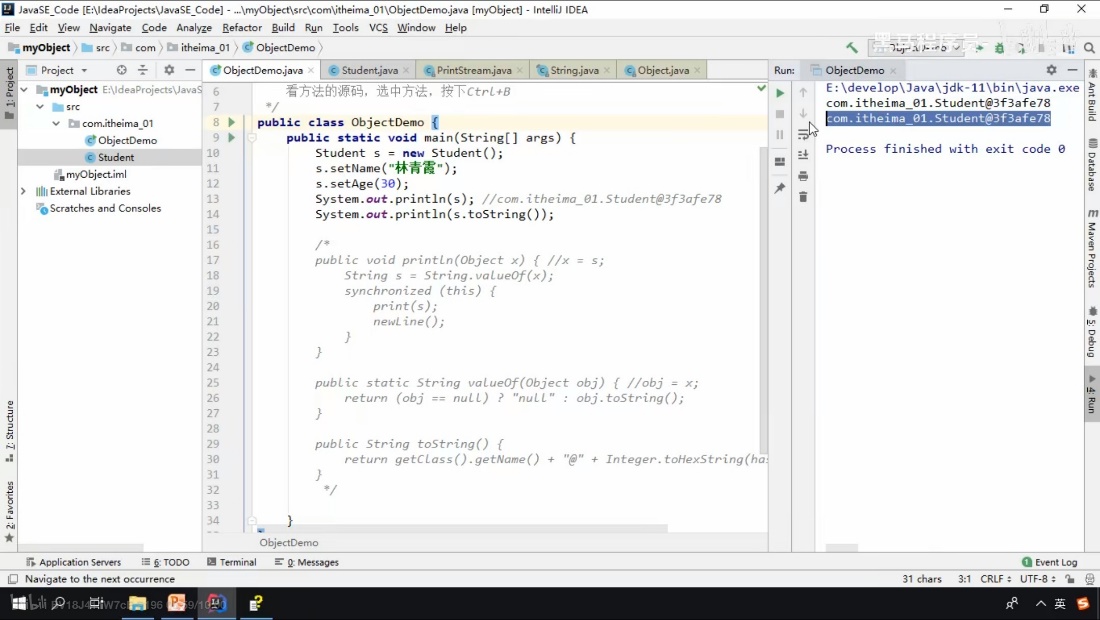 JavaSE_Code [E:\IdeaProjects\JavaSE_Code] - ...\myObject\src\com\itheima_01\ObjectDemo.java [myObject] - IntelliJ IDEA
File Edit View Navigate Code Analyze Refactor Build Run Tools VCS Window Help
myObject src com itheima_01 ObjectDemo
黑马程序员
Project
ObjectDemo.java Student.java PrintStream.java String.java Object.java
Run: ObjectDemo
1: Project
myObject E:\IdeaProjects\JavaS
src
com.itheima_01
ObjectDemo
Student
myObject.iml
External Libraries
Scratches and Consoles
6 看方法的源码，选中方法，按下Ctrl+B
7 */
8 public class ObjectDemo {
9 public static void main(String[] args) {
10 Student s = new Student();
11 s.setName("林青霞");
12 s.setAge(30);
13 System.out.println(s); //com.itheima_01.Student@3f3afe78
14 System.out.println(s.toString());
15
16 /*
17 public void println(Object x) { //x = s;
18 String s = String.valueOf(x);
19 synchronized (this) {
20 print(s);
21 newLine();
22 }
23 }
24
25 public static String valueOf(Object obj) { //obj = x;
26 return (obj == null) ? "null" : obj.toString();
27 }
28
29 public String toString() {
30 return getClass().getName() + "@" + Integer.toHexString(has
31 }
32 */
33
34 }
ObjectDemo
E:\develop\Java\jdk-11\bin\java.exe
com.itheima_01.Student@3f3afe78
com.itheima_01.Student@3f3afe78
Process finished with exit code 0
Ant Build
Database
Maven Projects
5: Debug
4: Run
7: Structure
2: Favorites
Application Servers 6: TODO Terminal 0: Messages Event Log
Navigate to the next occurrence 31 chars 3:1 CRLF UTF-8
英